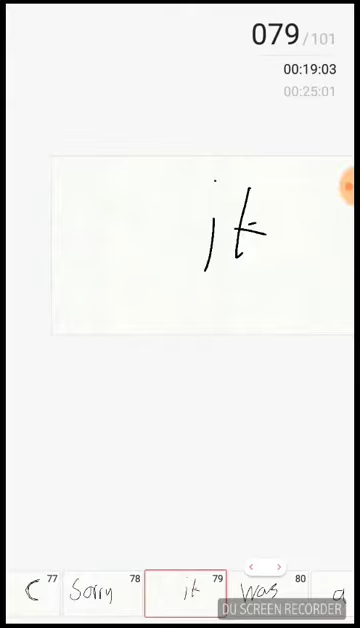 079/101
00:19:03
00:25:01
it
77 78 79 80
Sorry it was a
DU SCREEN RECORDER